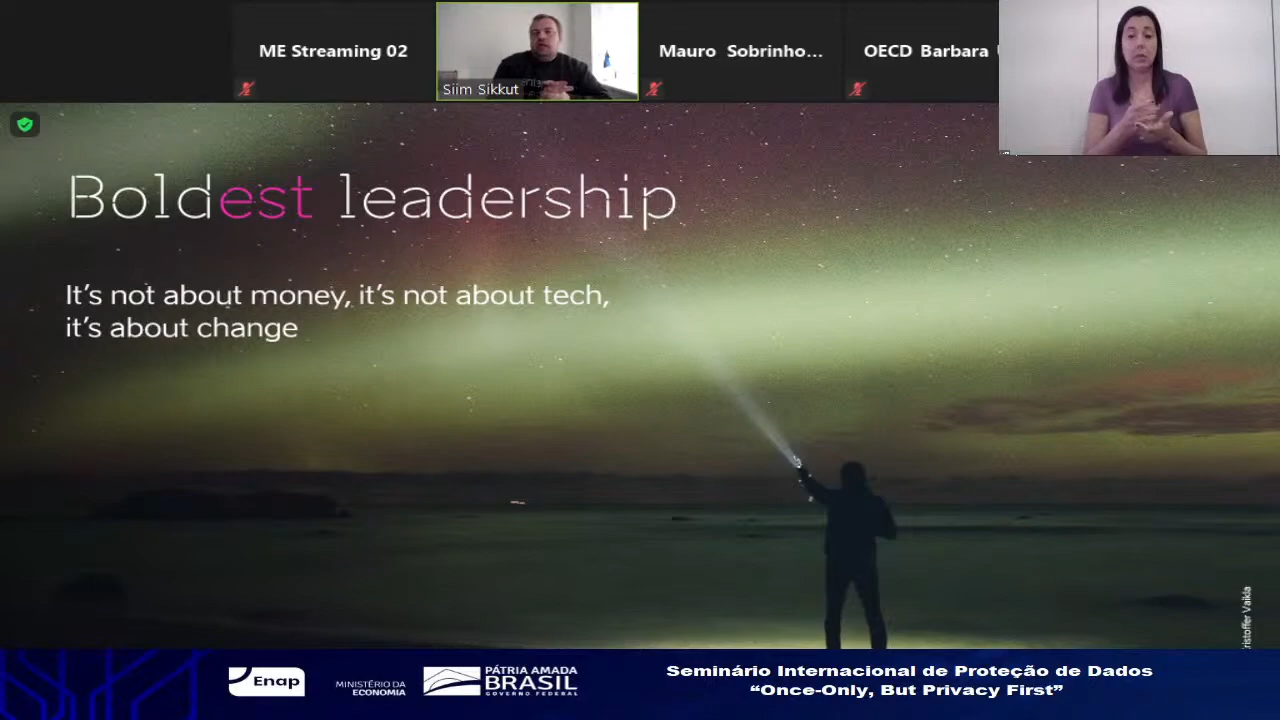 ME Streaming 02
Siim Sikkut
Mauro Sobrinho...
OECD Barbara
Boldest leadership
It's not about money, it's not about tech,
it's about change
ristoffer Vaikla
Enap
MINISTÉRIO DA
ECONOMIA
PÁTRIA AMADA
BRASIL
GOVERNO FEDERAL
Seminário Internacional de Proteção de Dados
“Once-Only, But Privacy First”